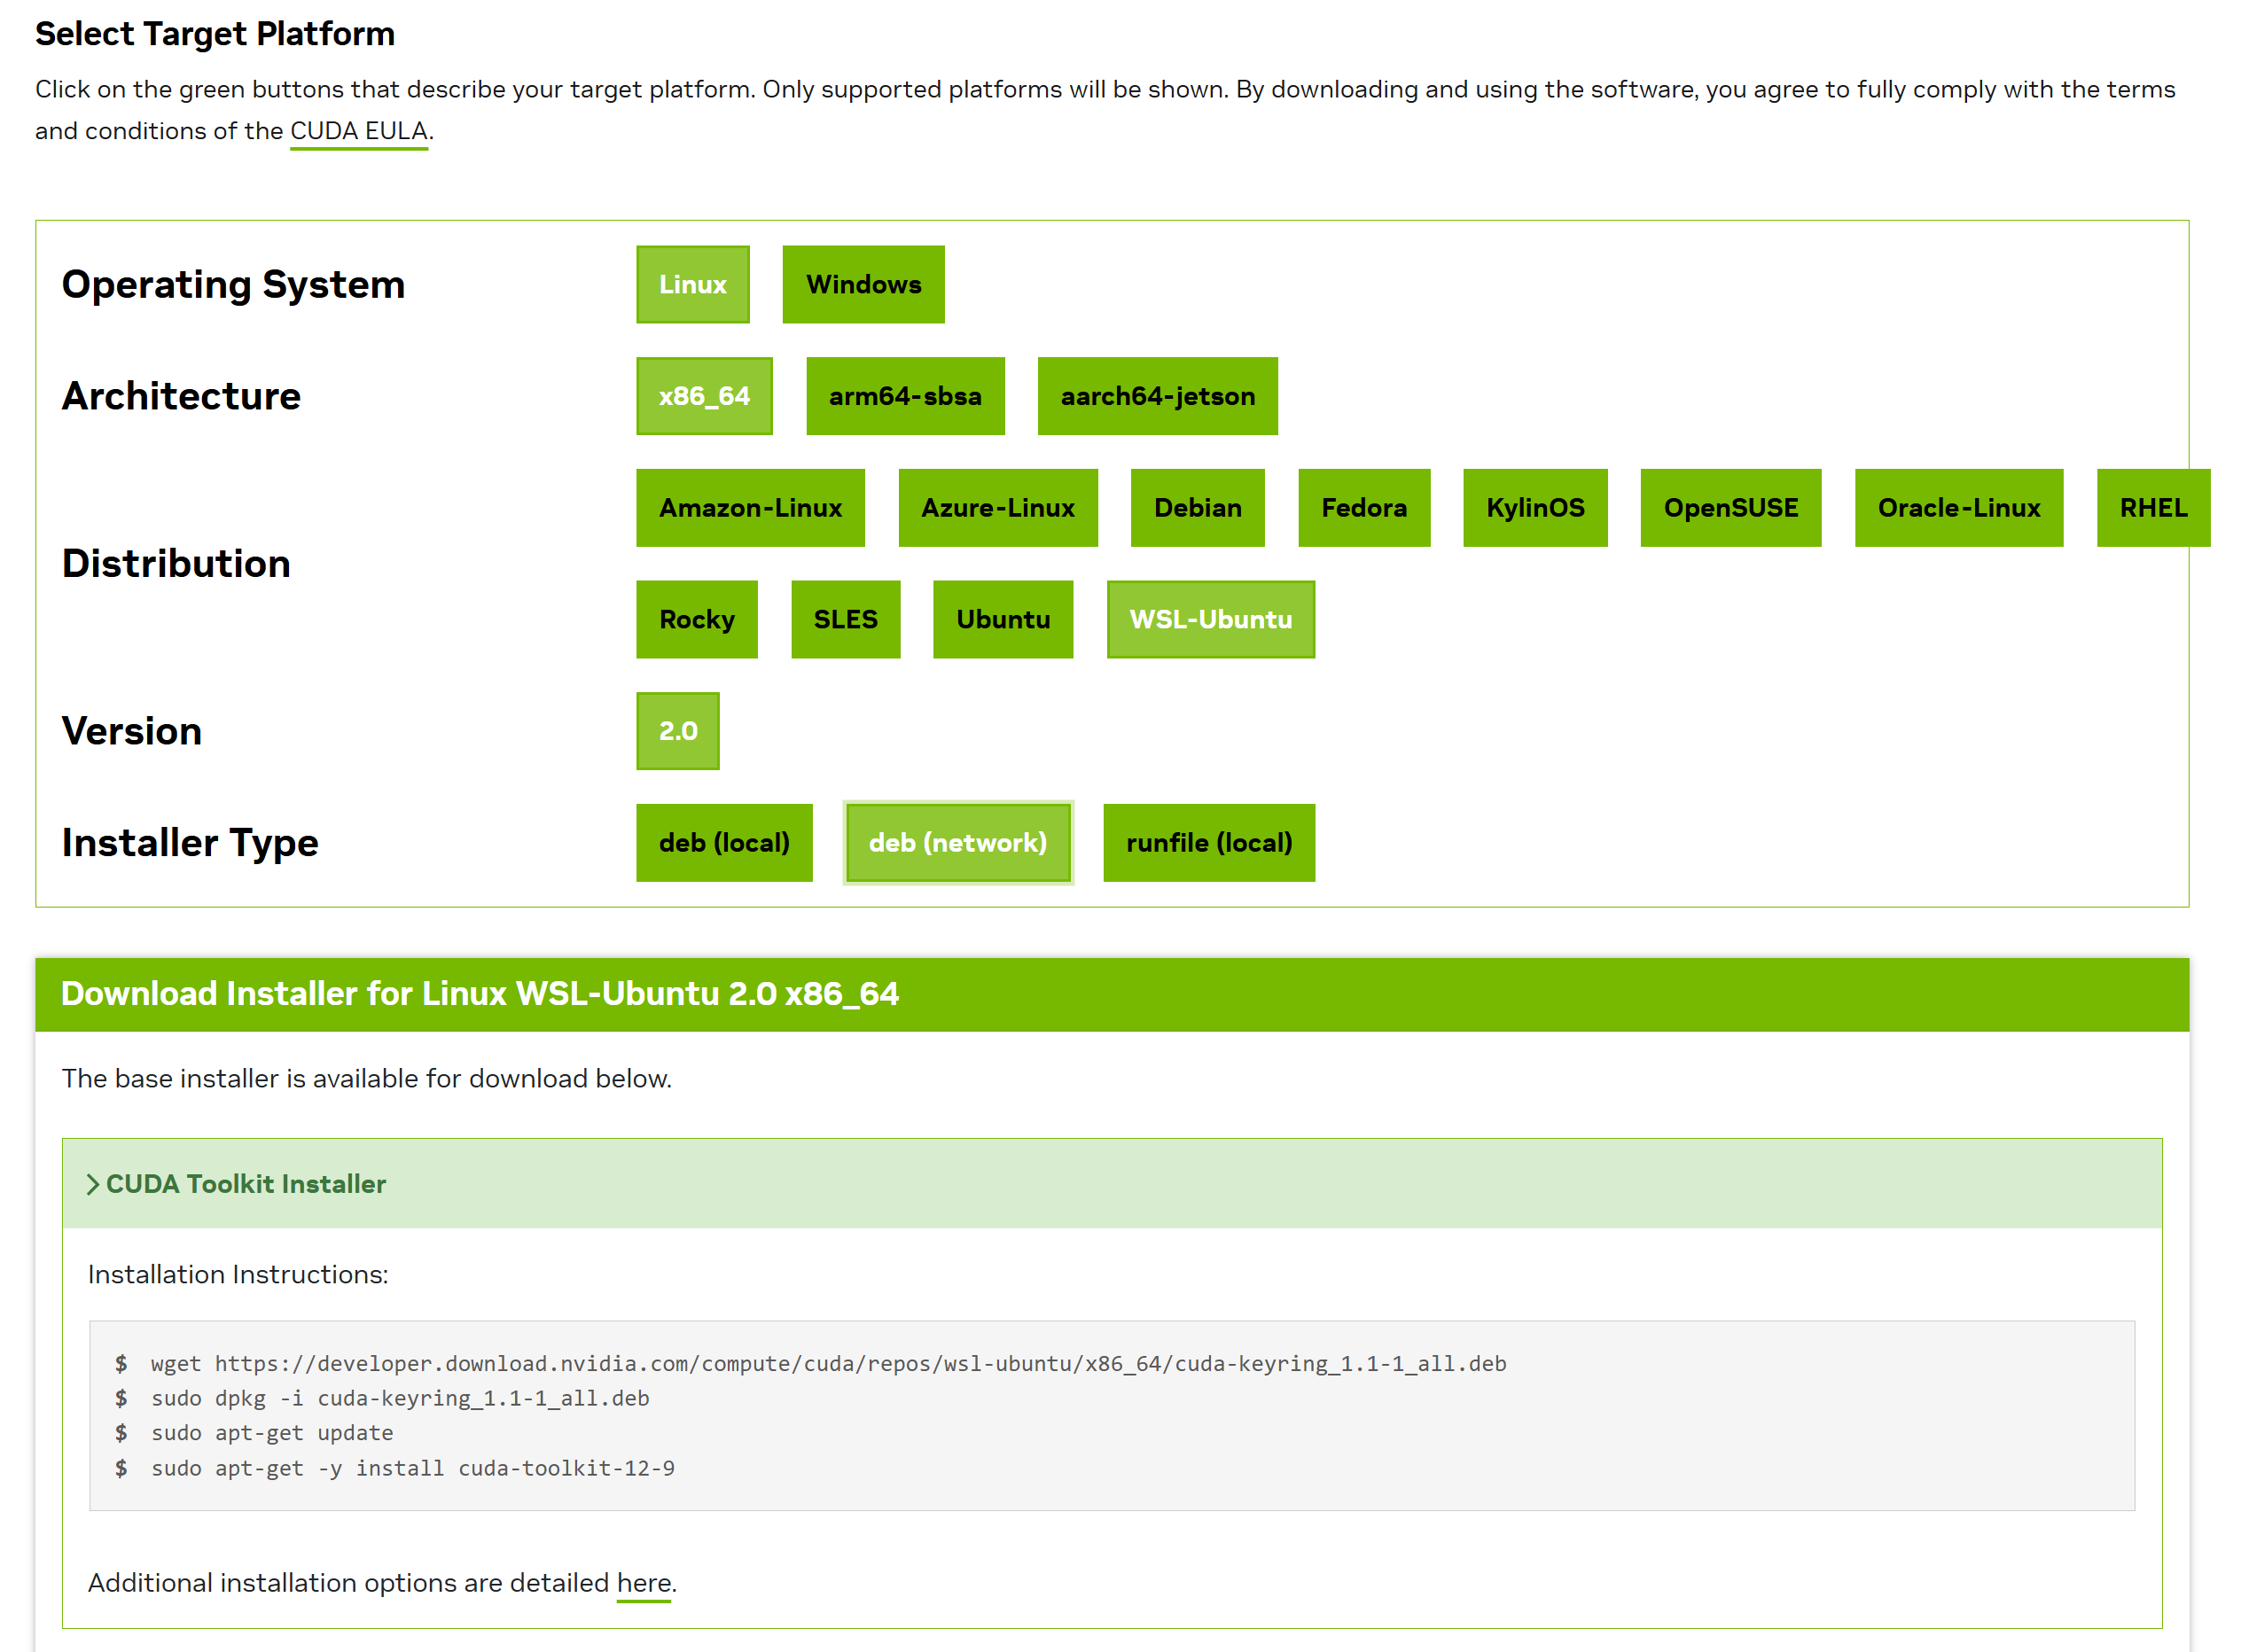 Select Target Platform
Click on the green buttons that describe your target platform. Only supported platforms will be shown. By downloading and using the software, you agree to fully comply with the terms
and conditions of the CUDA EULA.
Operating System
Linux Windows
Architecture
x86_64 arm64-sbsa aarch64-jetson
Distribution
Amazon-Linux Azure-Linux Debian Fedora KylinOS OpenSUSE Oracle-Linux RHEL
Rocky SLES Ubuntu WSL-Ubuntu
Version
2.0
Installer Type
deb (local) deb (network) runfile (local)
Download Installer for Linux WSL-Ubuntu 2.0 x86_64
The base installer is available for download below.
CUDA Toolkit Installer
Installation Instructions:
$ wget https://developer.download.nvidia.com/compute/cuda/repos/wsl-ubuntu/x86_64/cuda-keyring_1.1-1_all.deb
$ sudo dpkg -i cuda-keyring_1.1-1_all.deb
$ sudo apt-get update
$ sudo apt-get -y install cuda-toolkit-12-9
Additional installation options are detailed here.